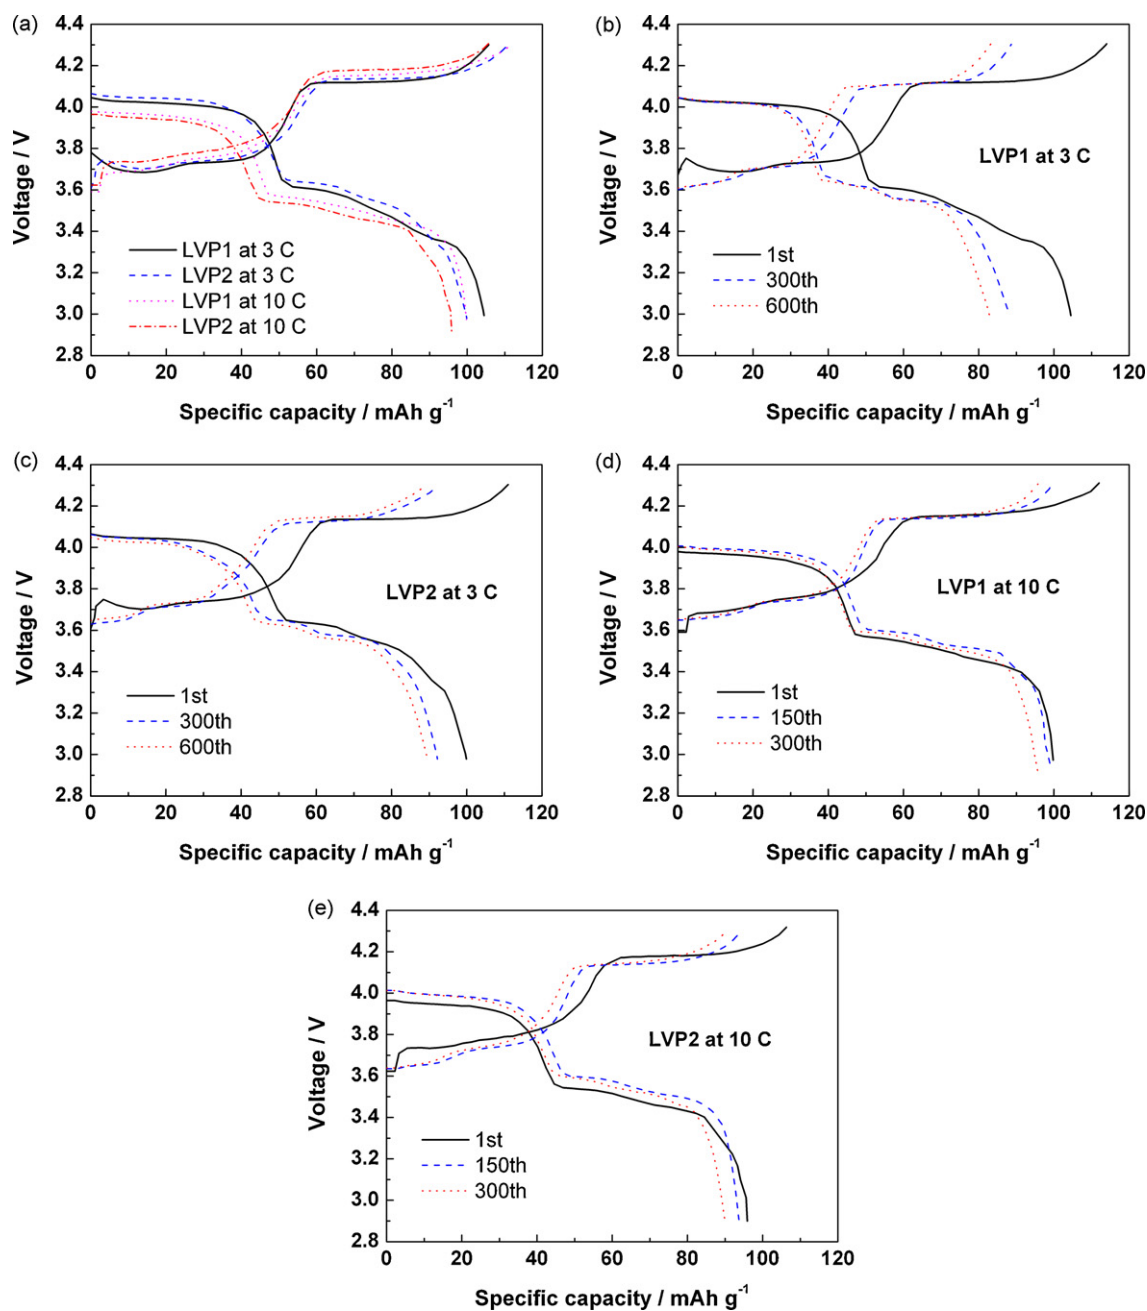 (a)
4.4
4.2
4.0
3.8
3.6
3.4
3.2
3.0
2.8
Voltage / V
LVP1 at 3 C
LVP2 at 3 C
LVP1 at 10 C
LVP2 at 10 C
0 20 40 60 80 100 120
Specific capacity / mAh g-1
(b)
4.4
4.2
4.0
3.8
3.6
3.4
3.2
3.0
2.8
Voltage / V
LVP1 at 3 C
1st
300th
600th
0 20 40 60 80 100 120
Specific capacity / mAh g-1
(c)
4.4
4.2
4.0
3.8
3.6
3.4
3.2
3.0
2.8
Voltage / V
LVP2 at 3 C
1st
300th
600th
0 20 40 60 80 100 120
Specific capacity / mAh g-1
(d)
4.4
4.2
4.0
3.8
3.6
3.4
3.2
3.0
2.8
Voltage / V
LVP1 at 10 C
1st
150th
300th
0 20 40 60 80 100 120
Specific capacity / mAh g-1
(e)
4.4
4.2
4.0
3.8
3.6
3.4
3.2
3.0
2.8
Voltage / V
LVP2 at 10 C
1st
150th
300th
0 20 40 60 80 100 120
Specific capacity / mAh g-1